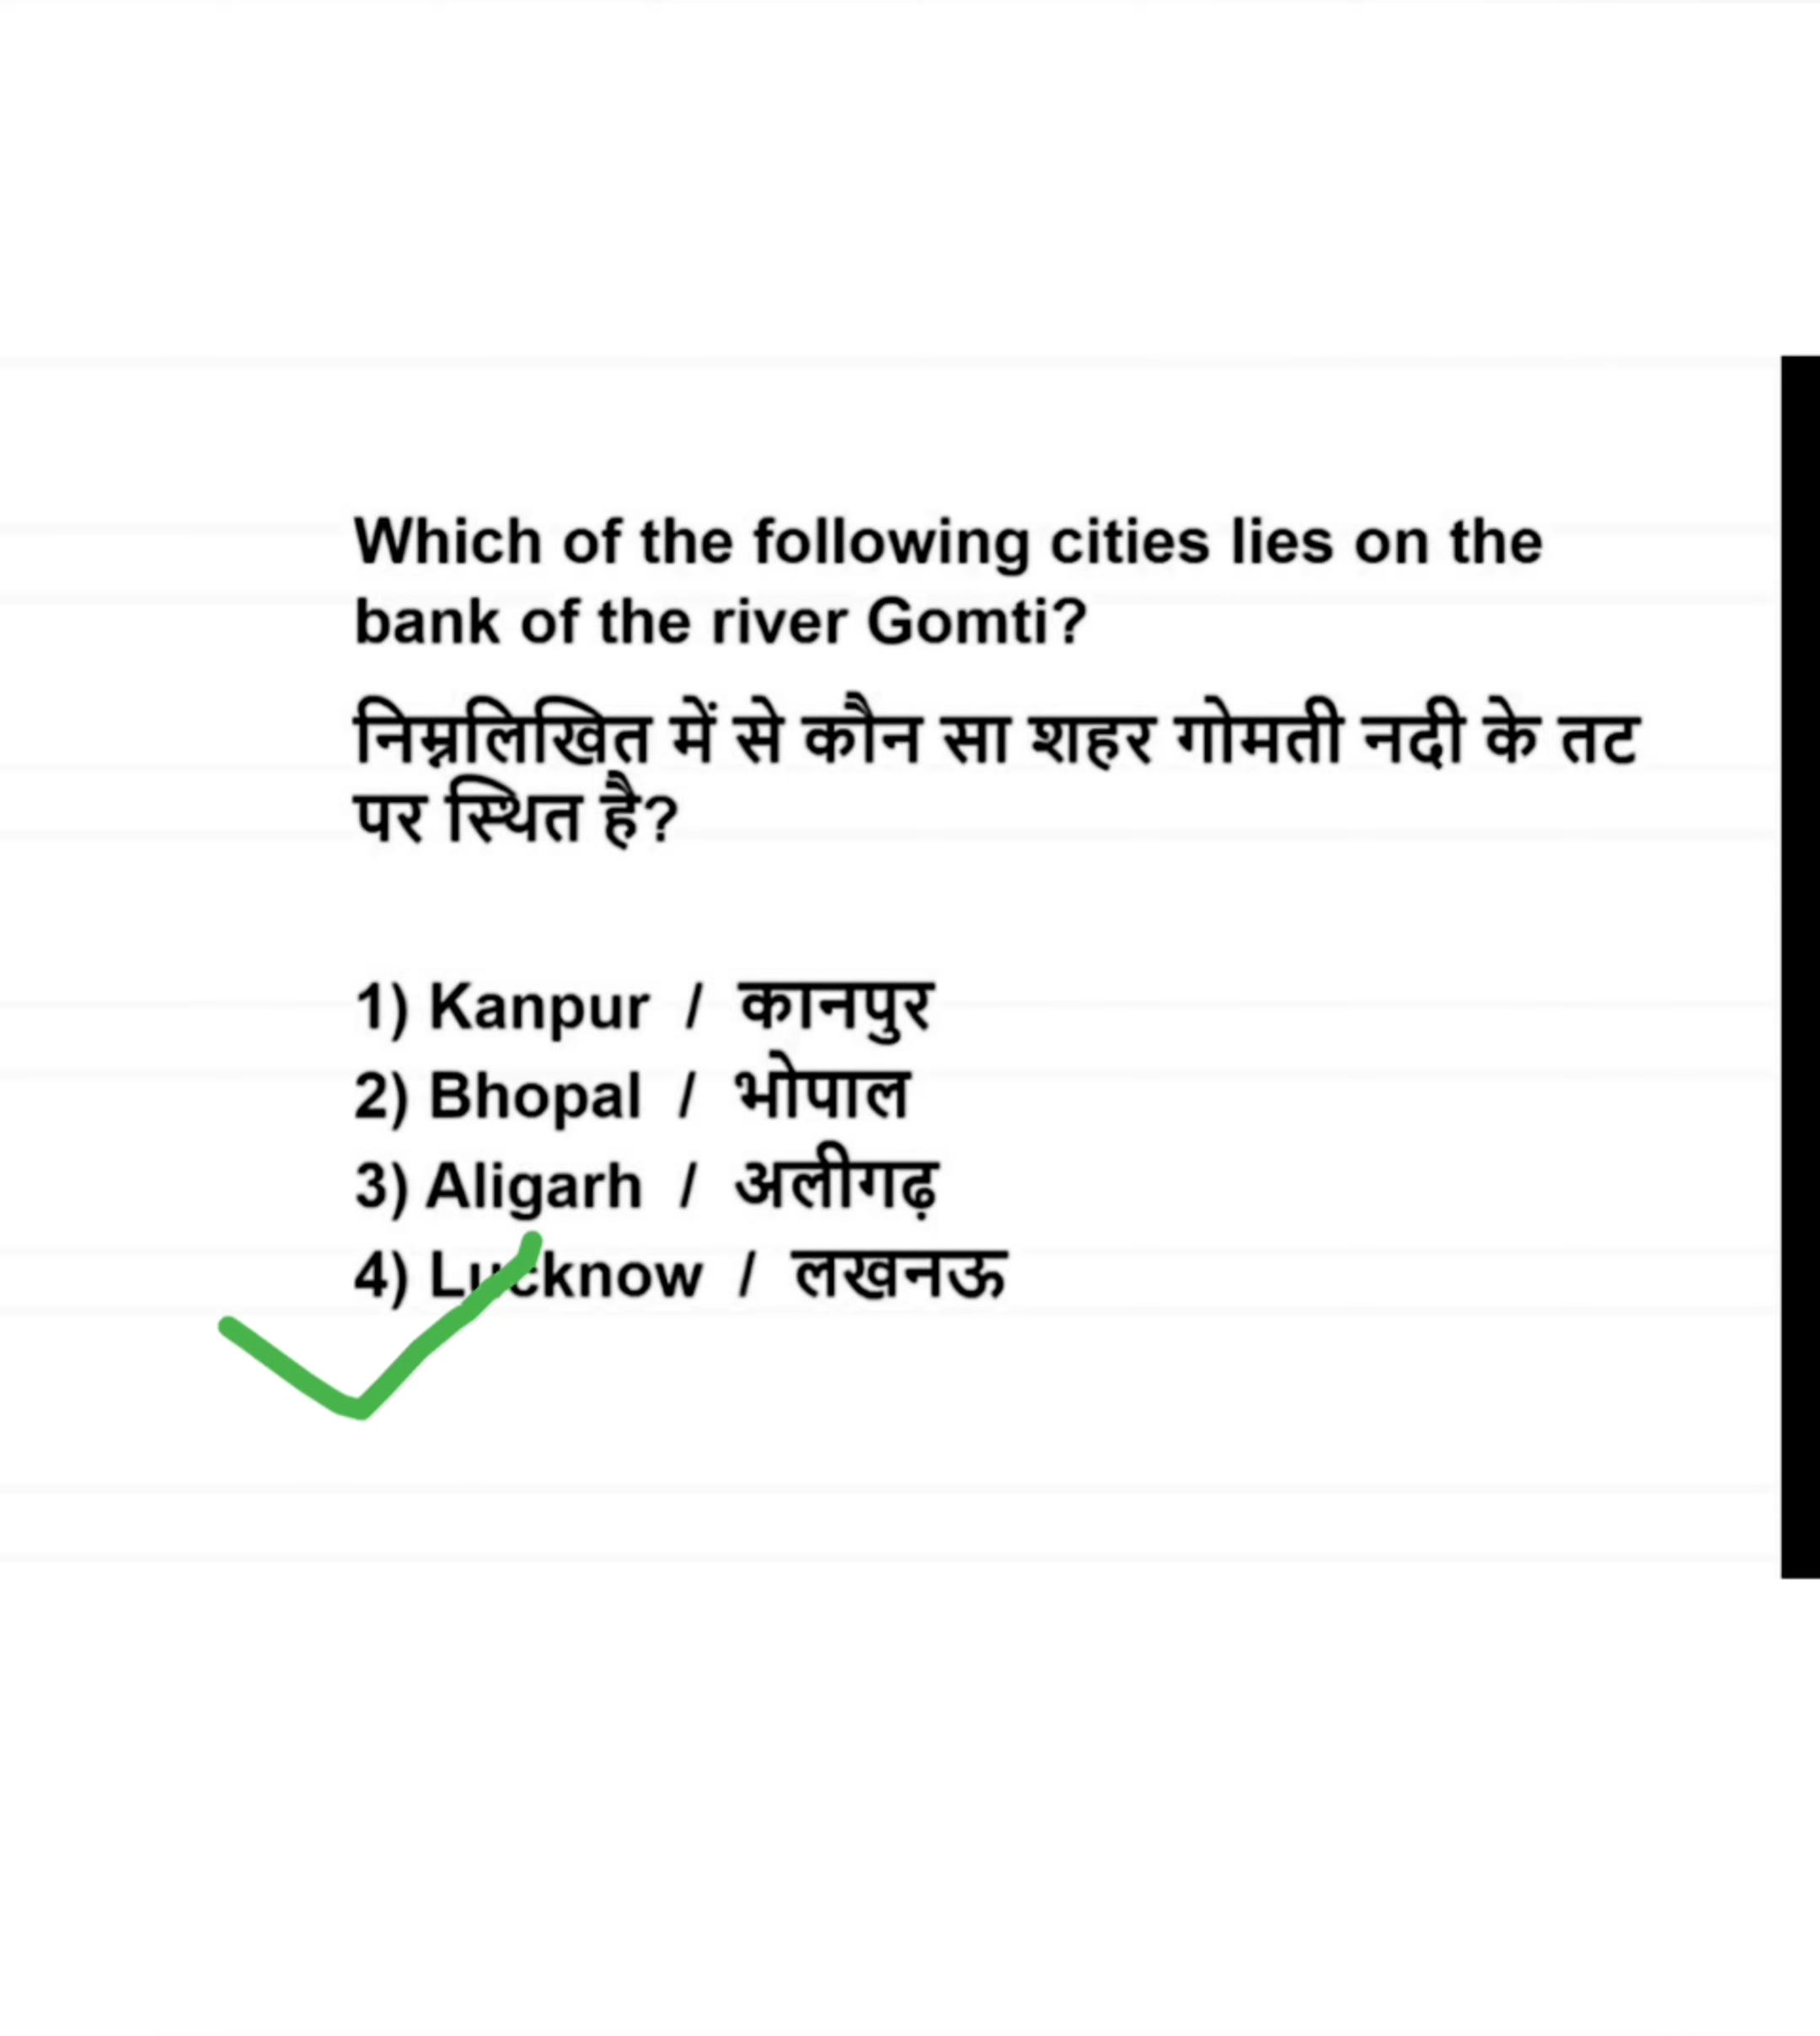 Which of the following cities lies on the
bank of the river Gomti?
निम्नलिखित में से कौन सा शहर गोमती नदी के तट
पर स्थित है?
1) Kanpur / कानपुर
2) Bhopal / भोपाल
3) Aligarh / अलीगढ़
4) Lucknow / लखनऊ